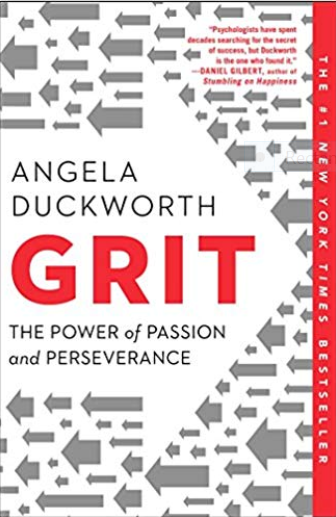 "Psychologists have spent
decades searching for the secret
of success, but Duckworth
is the one who found it."
—DANIEL GILBERT, author of
Stumbling on Happiness
ANGELA
DUCKWORTH
GRIT
THE POWER of PASSION
and PERSEVERANCE
THE #1 NEW YORK TIMES BESTSELLER